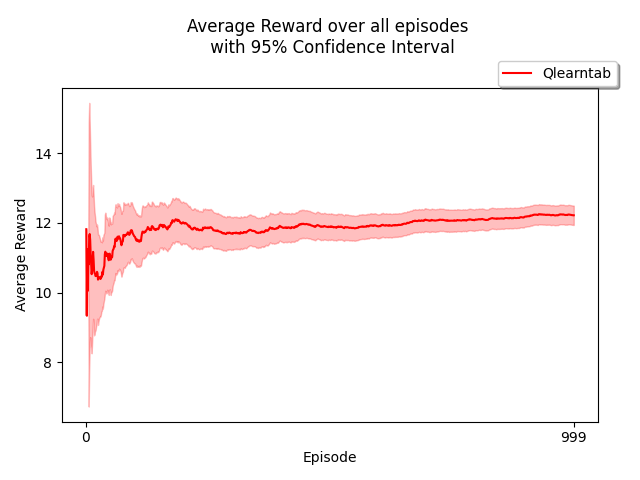 Average Reward over all episodes
with 95% Confidence Interval
Qlearntab
14
12
10
8
Average Reward
0
999
Episode